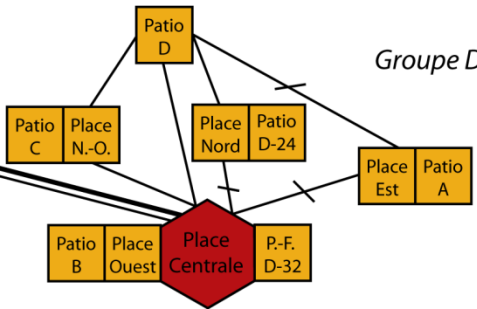 Patio
D
Groupe D
Patio
C
Place
N.-O.
Place
Nord
Patio
D-24
Place
Est
Patio
A
Patio
B
Place
Ouest
Place
Centrale
P.-F.
D-32